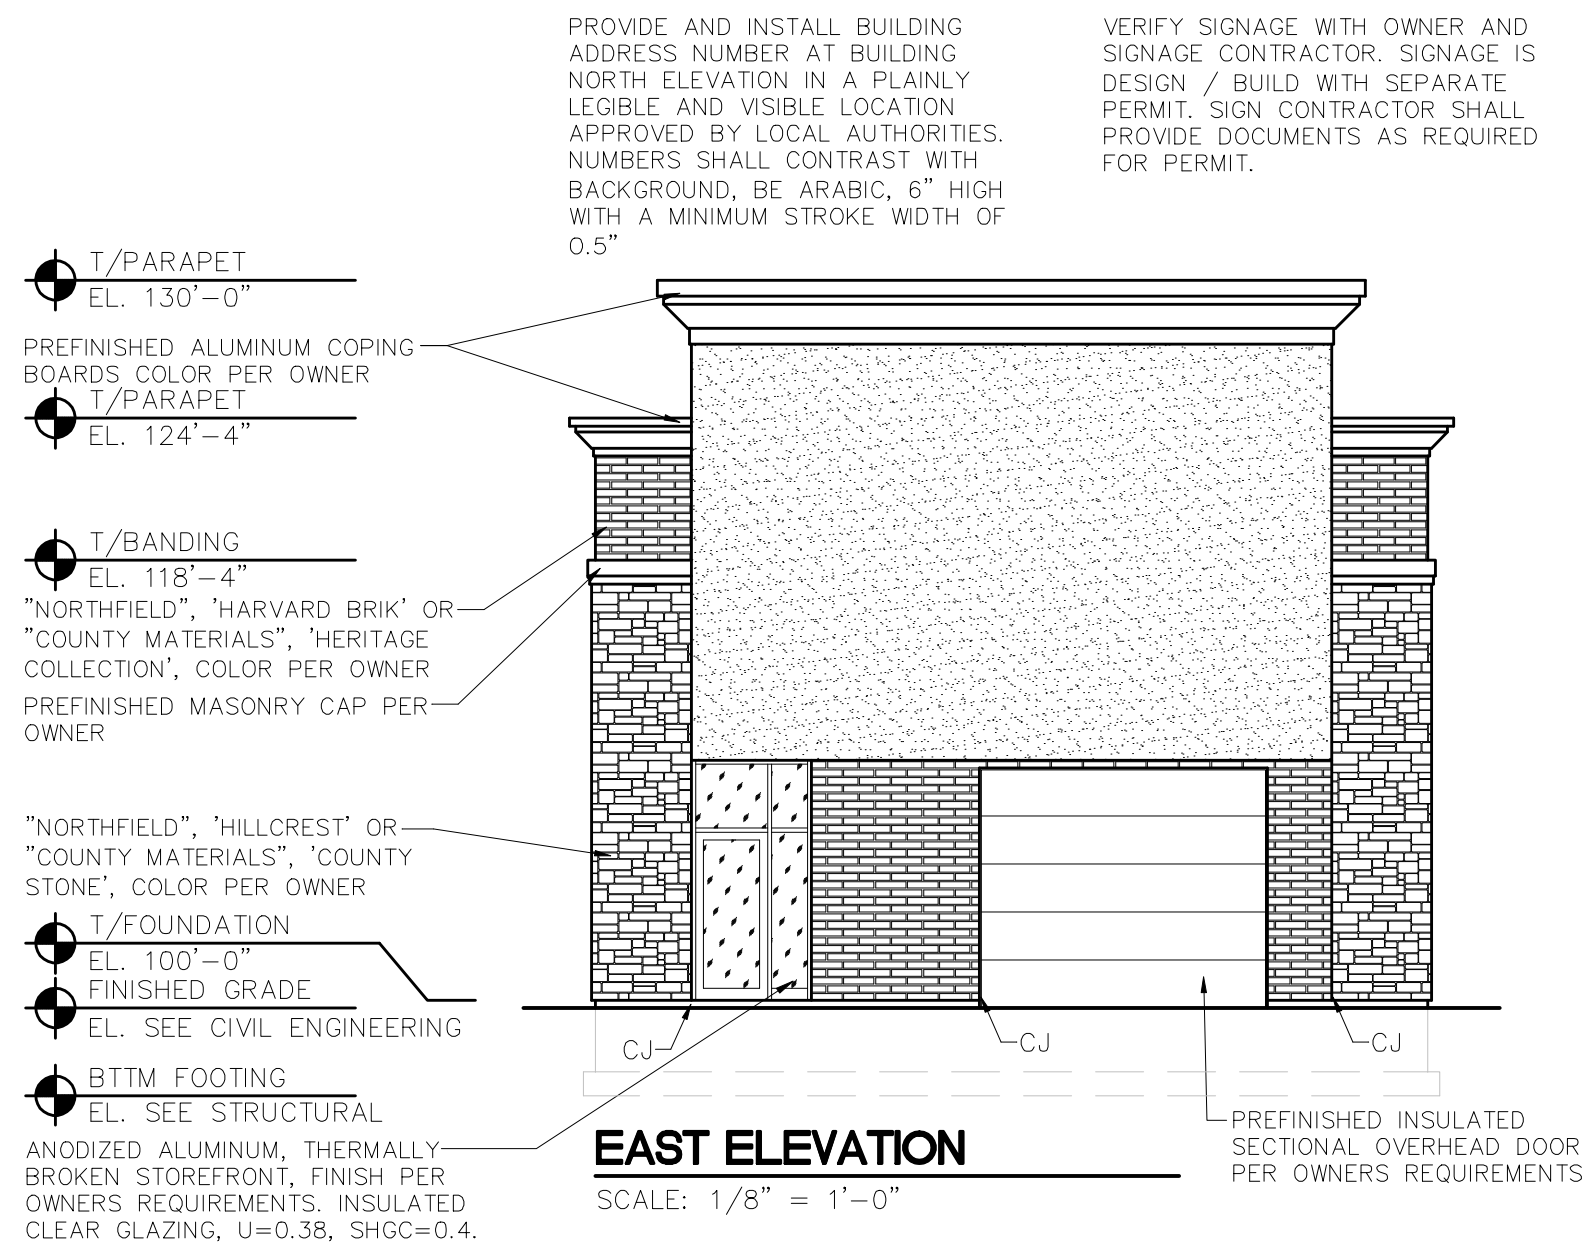 PROVIDE AND INSTALL BUILDING
ADDRESS NUMBER AT BUILDING
NORTH ELEVATION IN A PLAINLY
LEGIBLE AND VISIBLE LOCATION
APPROVED BY LOCAL AUTHORITIES.
NUMBERS SHALL CONTRAST WITH
BACKGROUND, BE ARABIC, 6" HIGH
WITH A MINIMUM STROKE WIDTH OF
0.5"
VERIFY SIGNAGE WITH OWNER AND
SIGNAGE CONTRACTOR. SIGNAGE IS
DESIGN / BUILD WITH SEPARATE
PERMIT. SIGN CONTRACTOR SHALL
PROVIDE DOCUMENTS AS REQUIRED
FOR PERMIT.
T/PARAPET
EL. 130'-0"
PREFINISHED ALUMINUM COPING
BOARDS COLOR PER OWNER
T/PARAPET
EL. 124'-4"
T/BANDING
EL. 118'-4"
"NORTHFIELD", 'HARVARD BRIK' OR
"COUNTY MATERIALS", 'HERITAGE
COLLECTION', COLOR PER OWNER
PREFINISHED MASONRY CAP PER
OWNER
"NORTHFIELD", 'HILLCREST' OR
"COUNTY MATERIALS", 'COUNTY
STONE', COLOR PER OWNER
T/FOUNDATION
EL. 100'-0"
FINISHED GRADE
EL. SEE CIVIL ENGINEERING
BTTM FOOTING
EL. SEE STRUCTURAL
ANODIZED ALUMINUM, THERMALLY
BROKEN STOREFRONT, FINISH PER
OWNERS REQUIREMENTS. INSULATED
CLEAR GLAZING, U=0.38, SHGC=0.4.
CJ
CJ
CJ
PREFINISHED INSULATED
SECTIONAL OVERHEAD DOOR
PER OWNERS REQUIREMENTS
EAST ELEVATION
SCALE: 1/8" = 1'-0"